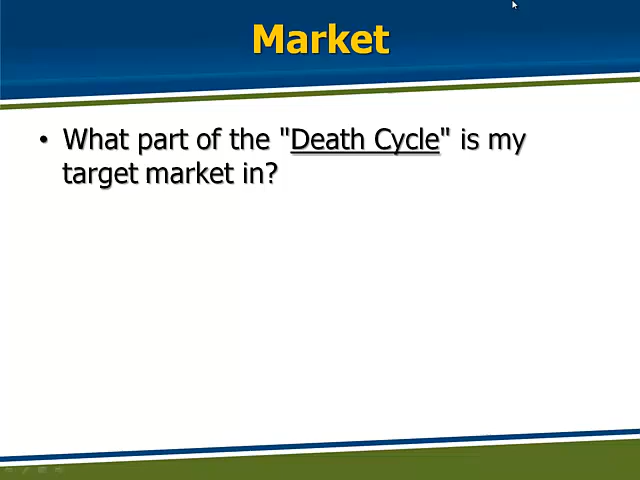 Market
• What part of the "Death Cycle" is my
target market in?